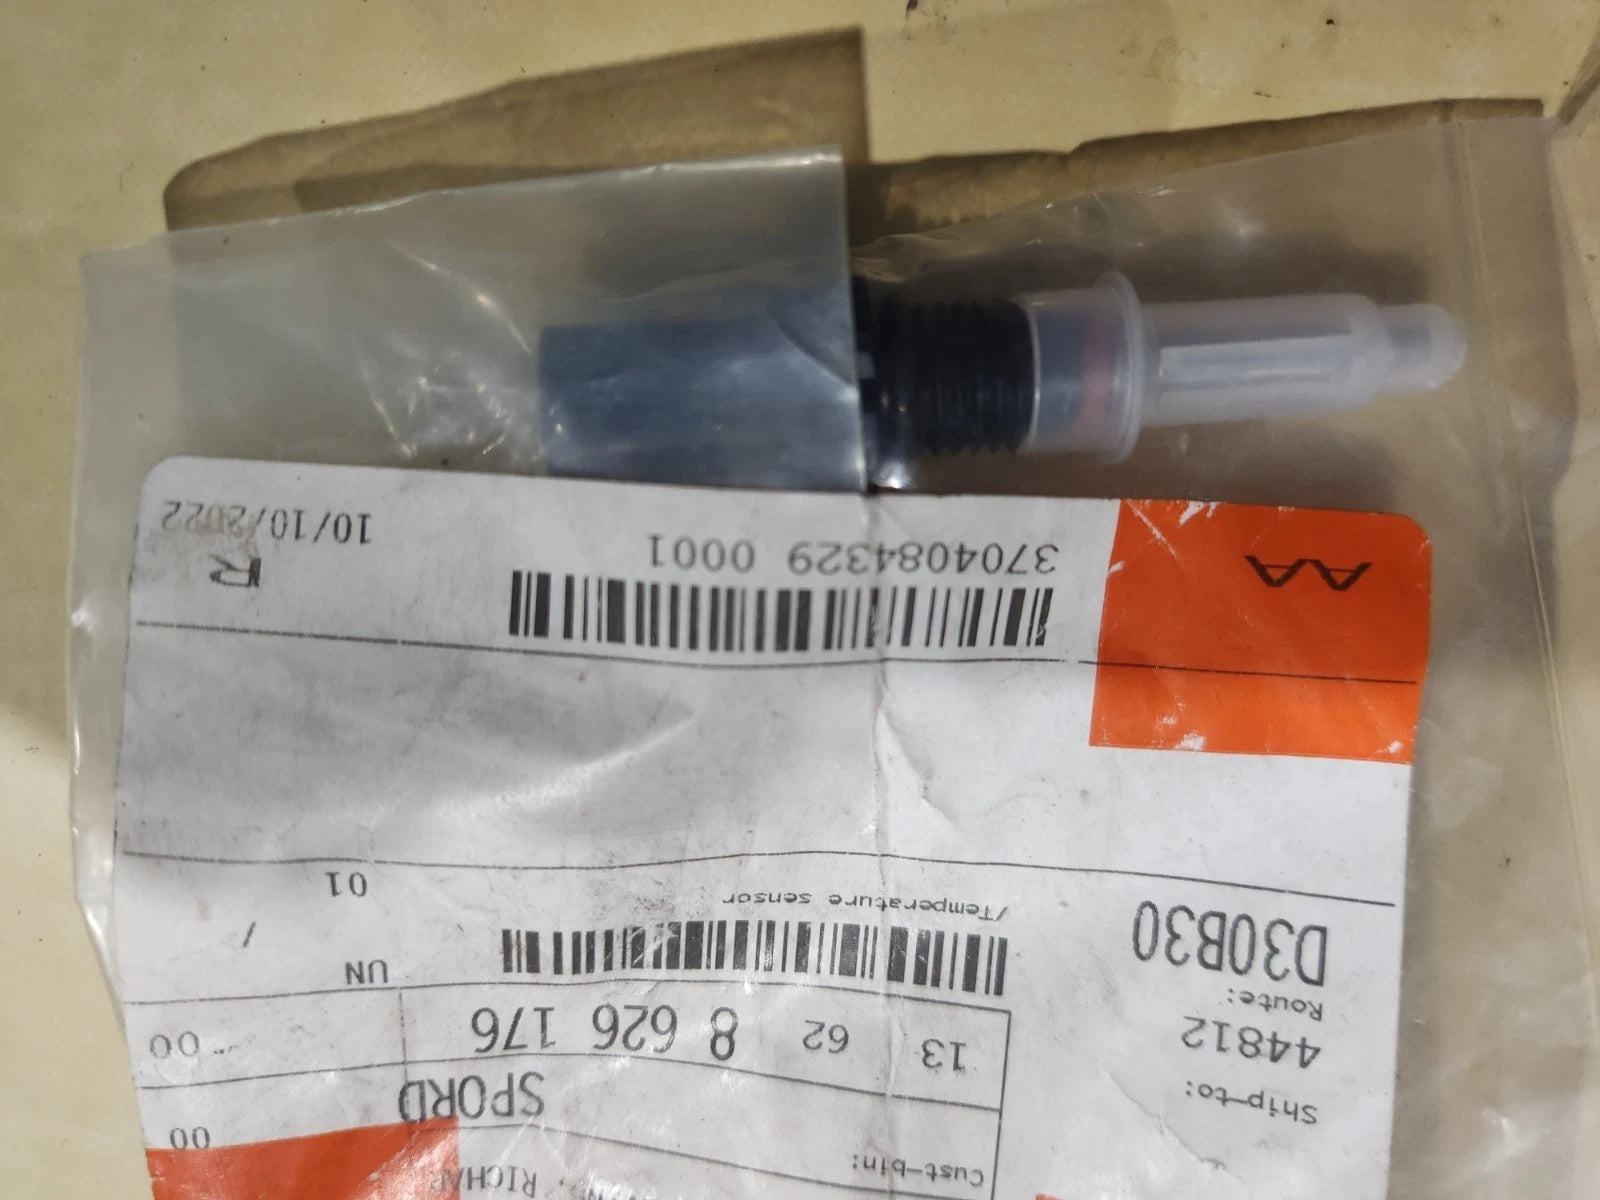 Cust-bin:
00
SPORD
Ship-to:
44812
13 62 8 626 176 00
Route:
D30B30
UN /
/Temperature sensor 01
AA
R
3704084329 0001 10/10/2022